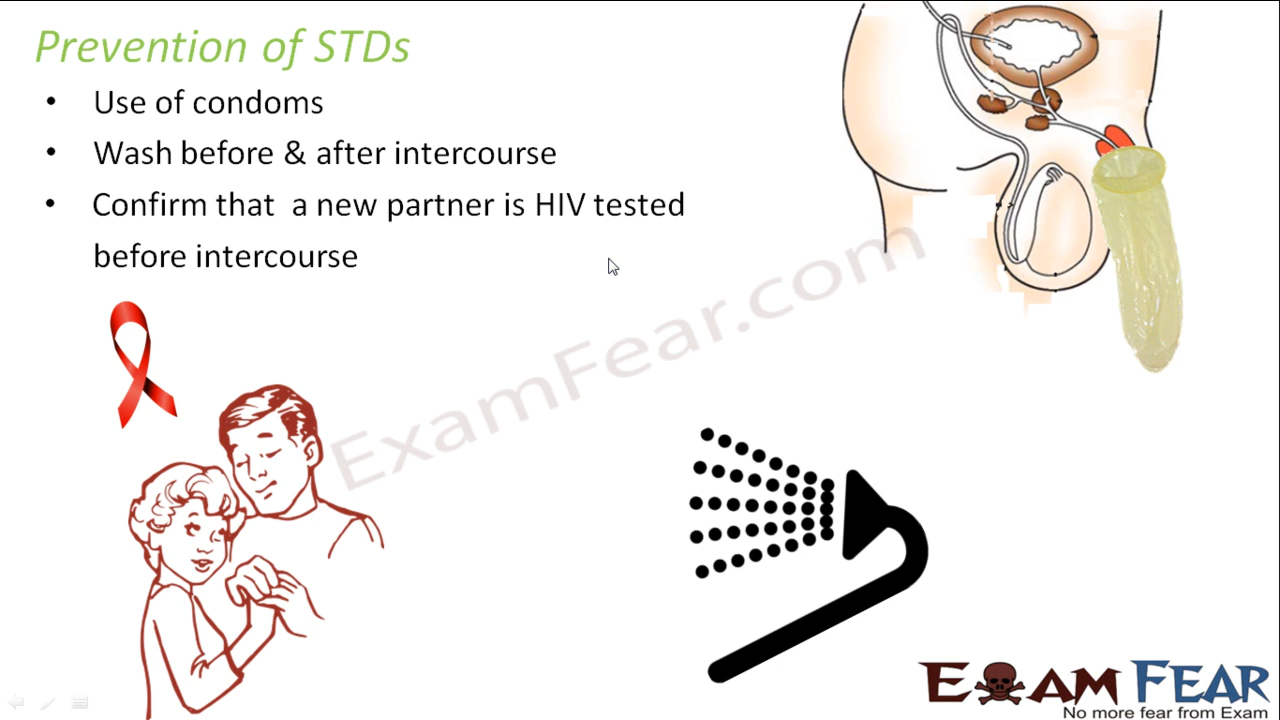 Prevention of STDs
• Use of condoms
• Wash before & after intercourse
• Confirm that a new partner is HIV tested
before intercourse
ExamFear.com
EXAM FEAR
No more fear from Exam